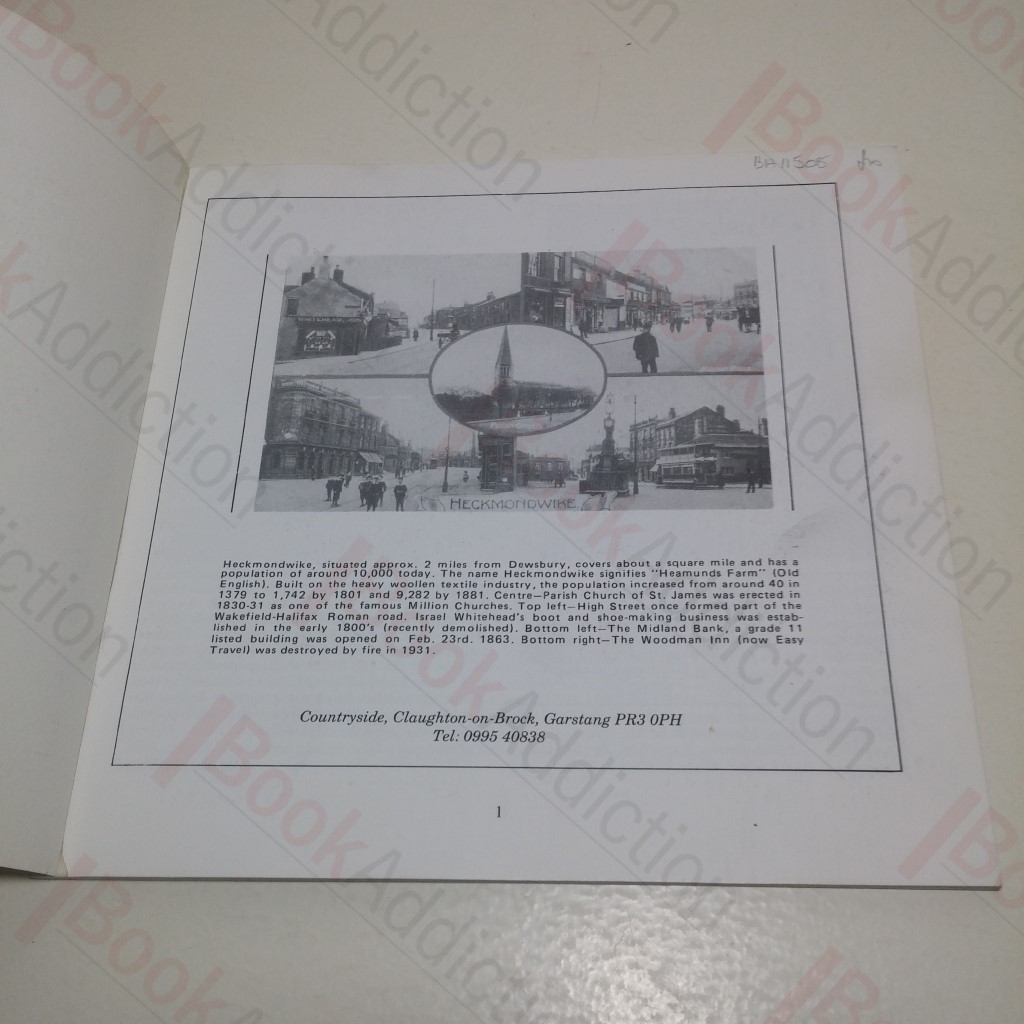 BA11505
HECKMONDWIKE.
Heckmondwike, situated approx. 2 miles from Dewsbury, covers about a square mile and has a
population of around 10,000 today. The name Heckmondwike signifies "Heamunds Farm" (Old
English). Built on the heavy woollen textile industry, the population increased from around 40 in
1379 to 1,742 by 1801 and 9,282 by 1881. Centre—Parish Church of St. James was erected in
1830-31 as one of the famous Million Churches. Top left—High Street once formed part of the
Wakefield-Halifax Roman road. Israel Whitehead's boot and shoe-making business was estab-
lished in the early 1800's (recently demolished). Bottom left—The Midland Bank, a grade 11
listed building was opened on Feb. 23rd. 1863. Bottom right—The Woodman Inn (now Easy
Travel) was destroyed by fire in 1931.
Countryside, Claughton-on-Brock, Garstang PR3 0PH
Tel: 0995 40838
1
BookAddiction
BookAddiction
BookAddiction
BookAddiction
BookAddiction
BookAddiction